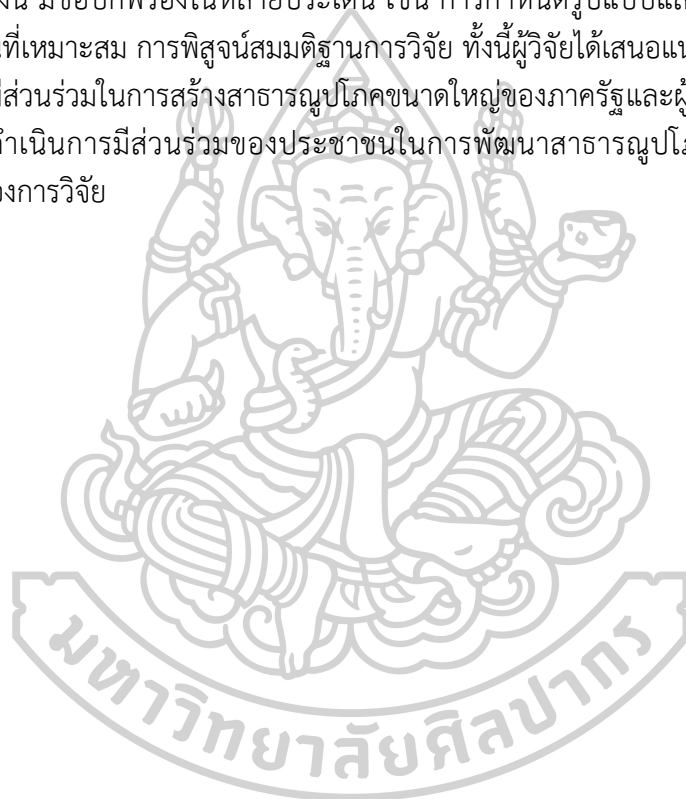 มีข้อบกพร่องในหลายประเด็น เช่น การกำหนดรูปแบบและ
ที่เหมาะสม การพิสูจน์สมมติฐานการวิจัย ทั้งนี้ผู้วิจัยได้เสนอแน
มีส่วนร่วมในการสร้างสาธารณูปโภคขนาดใหญ่ของภาครัฐและผู้
ดำเนินการมีส่วนร่วมของประชาชนในการพัฒนาสาธารณูปโภ
องการวิจัย
มหาวิทยาลัยศิลปากร